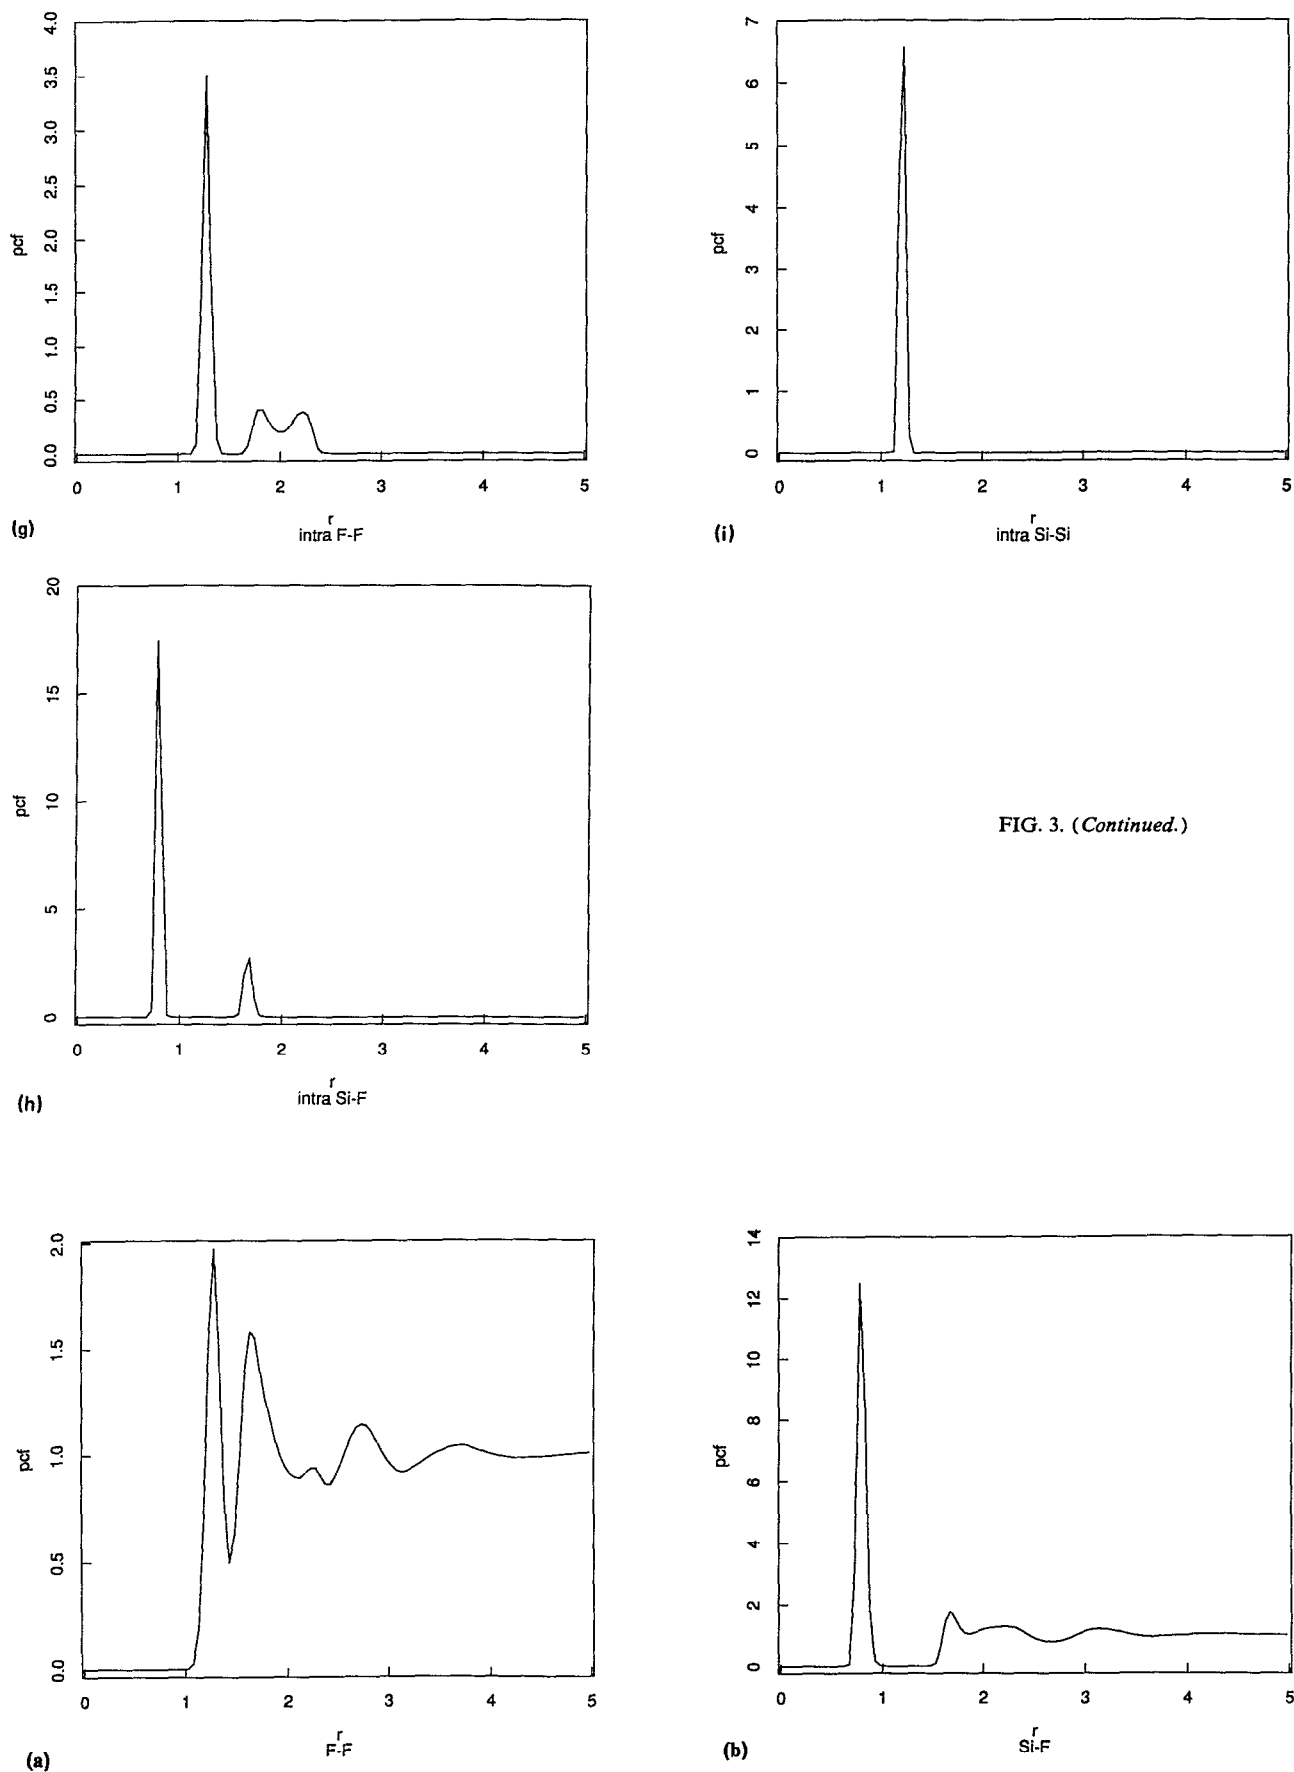 4.0
3.5
3.0
2.5
2.0
1.5
1.0
0.5
0.0
pcf
0 1 2 3 4 5
r
intra F-F
(g)
7
6
5
4
3
2
1
0
pcf
0 1 2 3 4 5
r
intra Si-Si
(i)
20
15
10
5
0
pcf
0 1 2 3 4 5
r
intra Si-F
(h)
FIG. 3. (Continued.)
2.0
1.5
1.0
0.5
0.0
pcf
0 1 2 3 4 5
r
F-F
(a)
14
12
10
8
6
4
2
0
pcf
0 1 2 3 4 5
r
Si-F
(b)